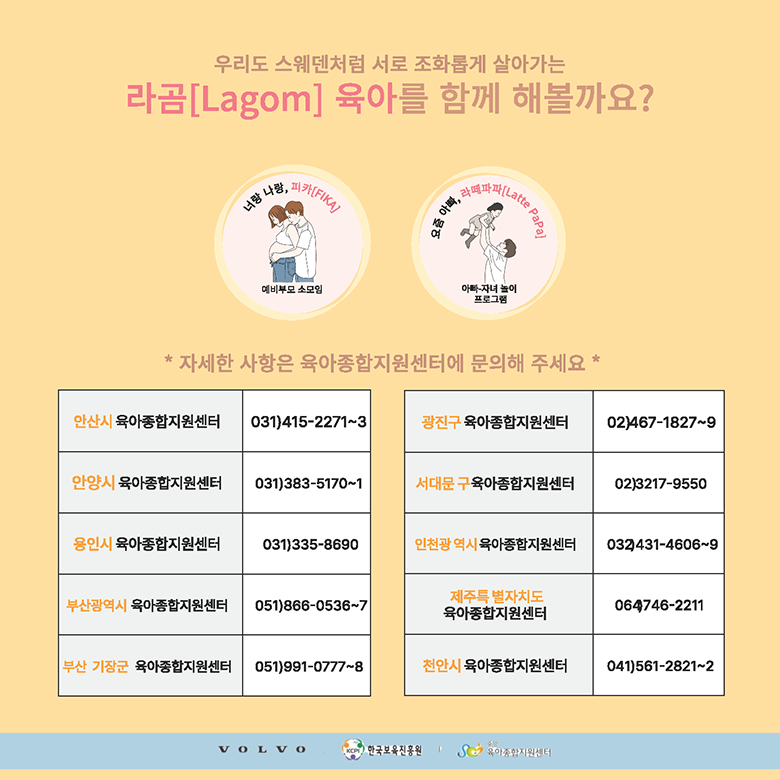 우리도 스웨덴처럼 서로 조화롭게 살아가는
라곰[Lagom] 육아를 함께 해볼까요?
너랑 나랑, 피카[FIKA]
예비부모 소모임
요즘 아빠, 라떼파파[Latte PaPa]
아빠-자녀 놀이
프로그램
* 자세한 사항은 육아종합지원센터에 문의해 주세요 *
안산시 육아종합지원센터 031)415-2271~3
안양시 육아종합지원센터 031)383-5170~1
용인시 육아종합지원센터 031)335-8690
부산광역시 육아종합지원센터 051)866-0536~7
부산 기장군 육아종합지원센터 051)991-0777~8
광진구 육아종합지원센터 02)467-1827~9
서대문 구육아종합지원센터 02)3217-9550
인천광 역시육아종합지원센터 032)431-4606~9
제주특 별자치도
육아종합지원센터 064)746-2211
천안시 육아종합지원센터 041)561-2821~2
VOLVO
KCPI 한국보육진흥원
중앙
육아종합지원센터